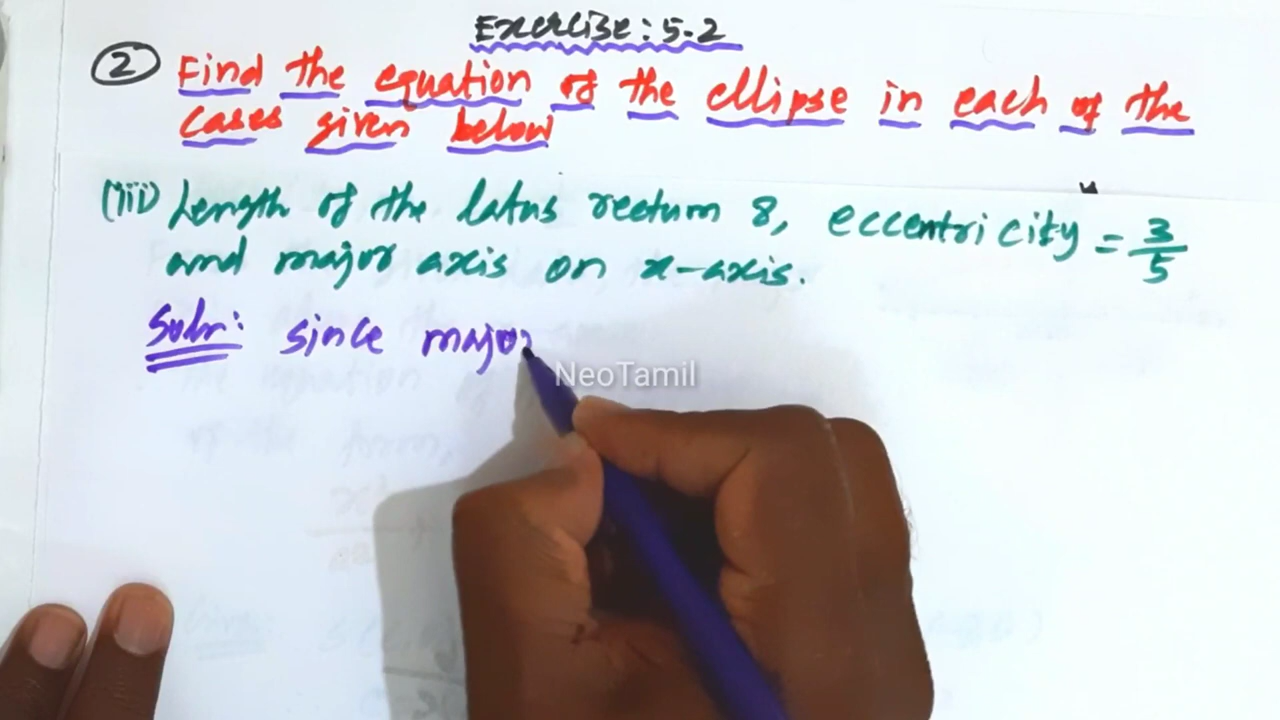 Exercise: 5.2
② Find the equation of the ellipse in each of the
cases given below
(iii) Length of the latus rectum 8, eccentricity = 3/5
and major axis on x-axis.
Soln: since major
NeoTamil